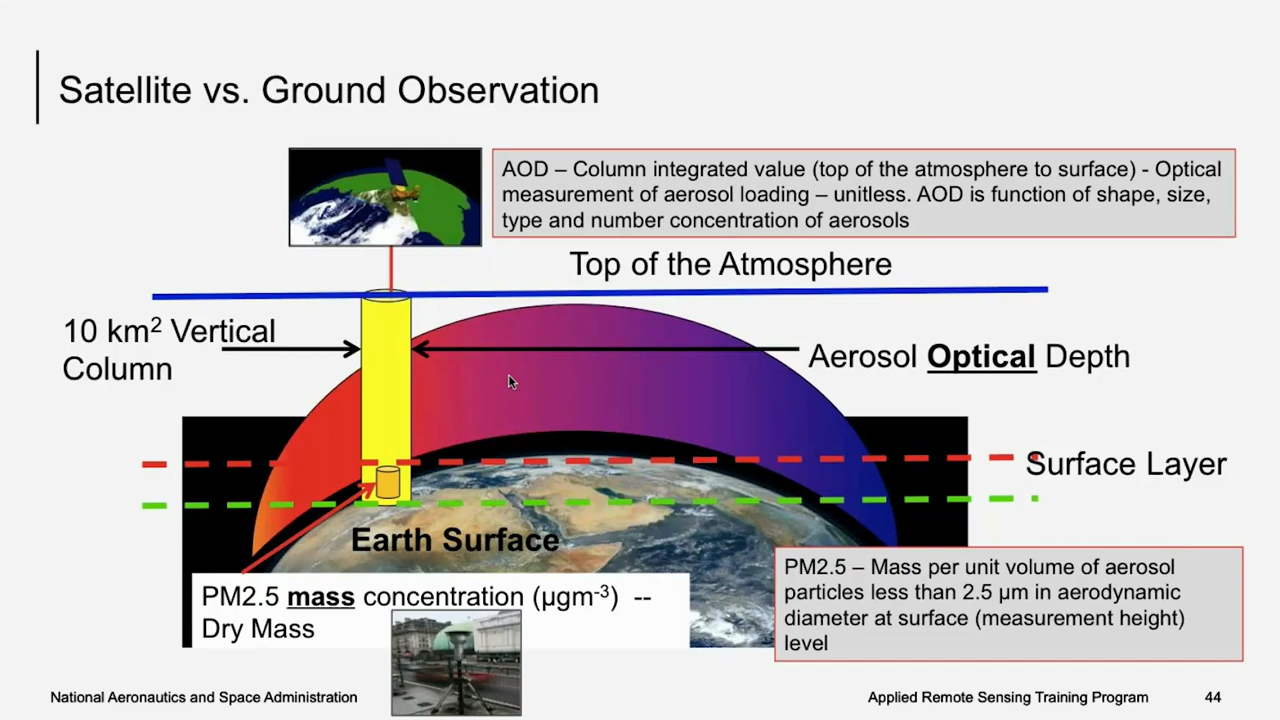 Satellite vs. Ground Observation
AOD – Column integrated value (top of the atmosphere to surface) - Optical
measurement of aerosol loading – unitless. AOD is function of shape, size,
type and number concentration of aerosols
Top of the Atmosphere
10 km² Vertical
Column
Aerosol Optical Depth
Surface Layer
Earth Surface
PM2.5 mass concentration (µgm⁻³) --
Dry Mass
PM2.5 – Mass per unit volume of aerosol
particles less than 2.5 µm in aerodynamic
diameter at surface (measurement height)
level
National Aeronautics and Space Administration
Applied Remote Sensing Training Program
44